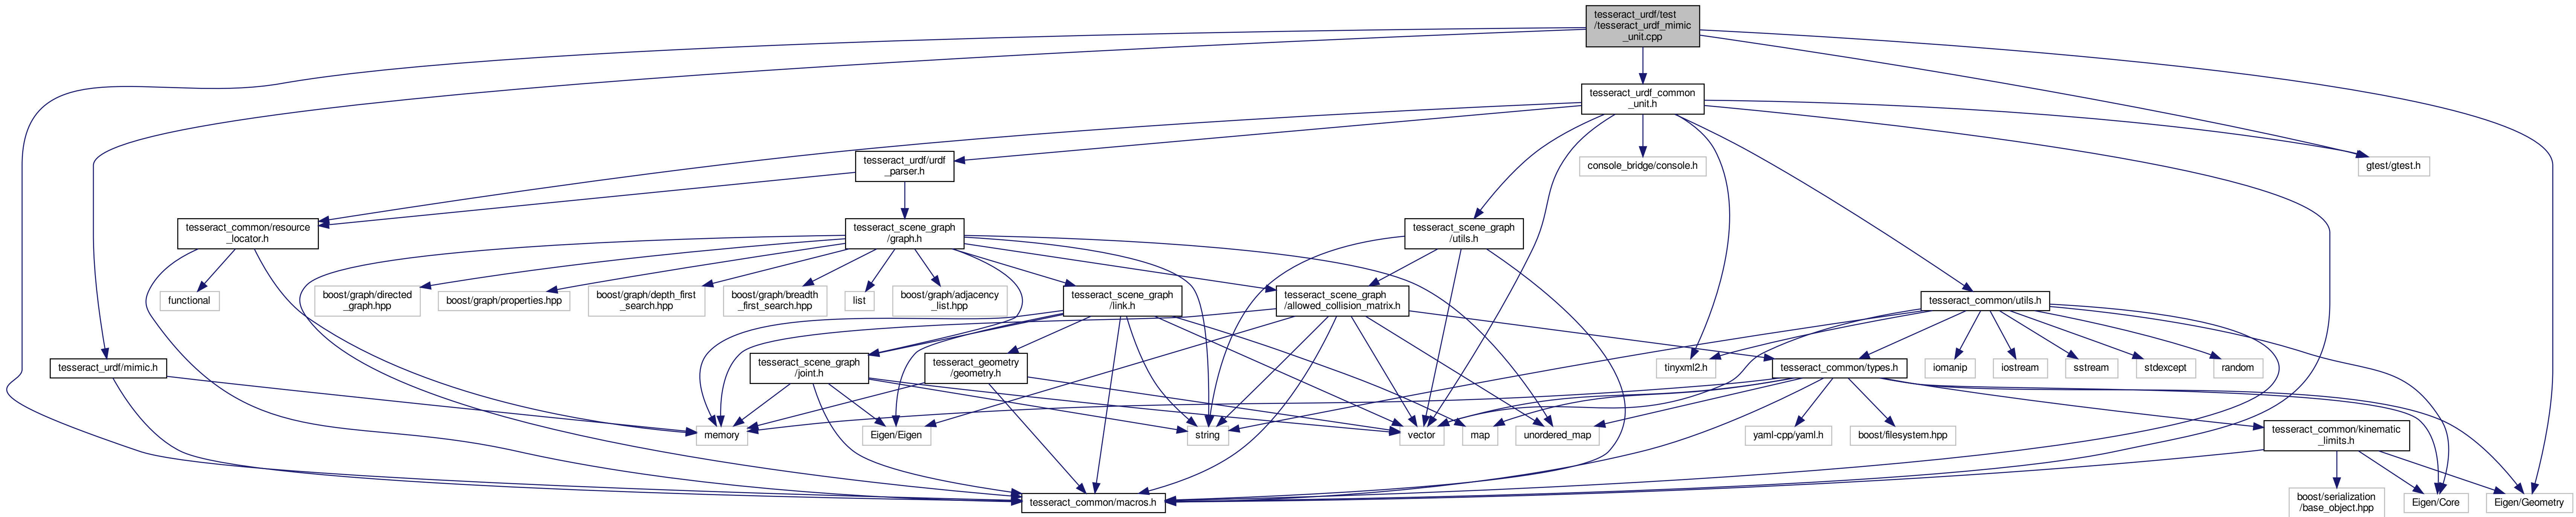 tesseract_urdf/test
/tesseract_urdf_mimic
_unit.cpp
tesseract_urdf_common
_unit.h
tesseract_urdf/urdf
_parser.h
console_bridge/console.h
gtest/gtest.h
tesseract_common/resource
_locator.h
tesseract_scene_graph
/graph.h
tesseract_scene_graph
/utils.h
functional
boost/graph/directed
_graph.hpp
boost/graph/properties.hpp
boost/graph/depth_first
_search.hpp
boost/graph/breadth
_first_search.hpp
list
boost/graph/adjacency
_list.hpp
tesseract_scene_graph
/link.h
tesseract_scene_graph
/allowed_collision_matrix.h
tesseract_common/utils.h
tesseract_urdf/mimic.h
tesseract_scene_graph
/joint.h
tesseract_geometry
/geometry.h
tinyxml2.h
tesseract_common/types.h
iomanip
iostream
sstream
stdexcept
random
memory
Eigen/Eigen
string
vector
map
unordered_map
yaml-cpp/yaml.h
boost/filesystem.hpp
tesseract_common/kinematic
_limits.h
tesseract_common/macros.h
boost/serialization
/base_object.hpp
Eigen/Core
Eigen/Geometry